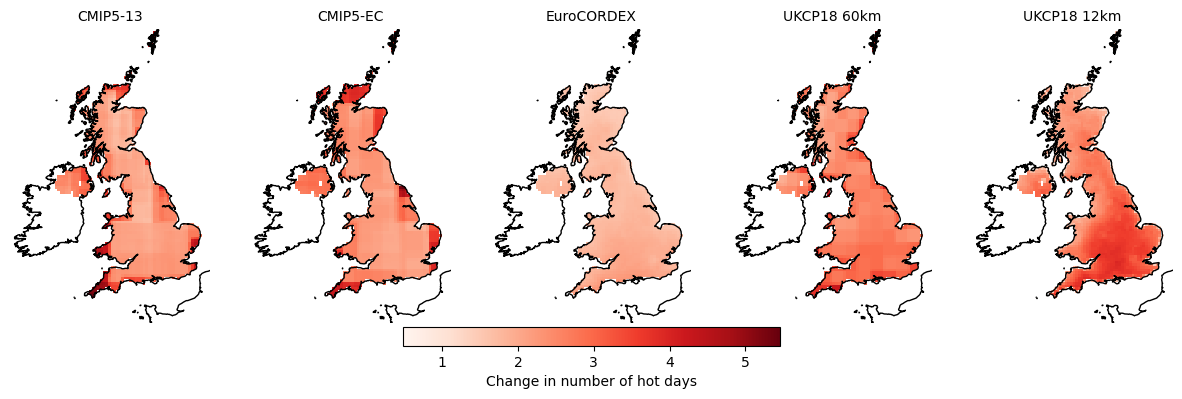 CMIP5-13
CMIP5-EC
EuroCORDEX
UKCP18 60km
UKCP18 12km
1 2 3 4 5
Change in number of hot days